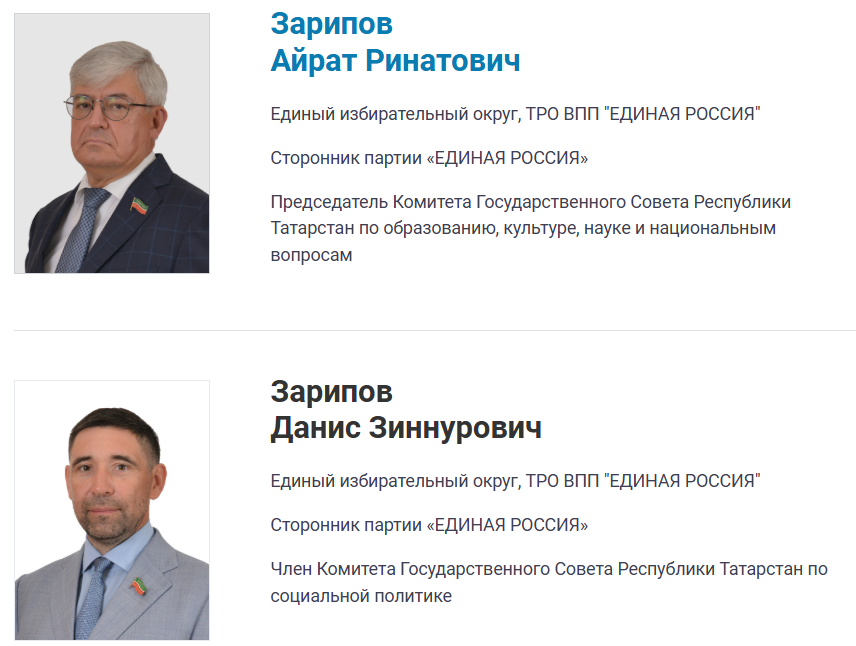 Зарипов
Айрат Ринатович
Единый избирательный округ, ТРО ВПП "ЕДИНАЯ РОССИЯ"
Сторонник партии «ЕДИНАЯ РОССИЯ»
Председатель Комитета Государственного Совета Республики
Татарстан по образованию, культуре, науке и национальным
вопросам
Зарипов
Данис Зиннурович
Единый избирательный округ, ТРО ВПП "ЕДИНАЯ РОССИЯ"
Сторонник партии «ЕДИНАЯ РОССИЯ»
Член Комитета Государственного Совета Республики Татарстан по
социальной политике